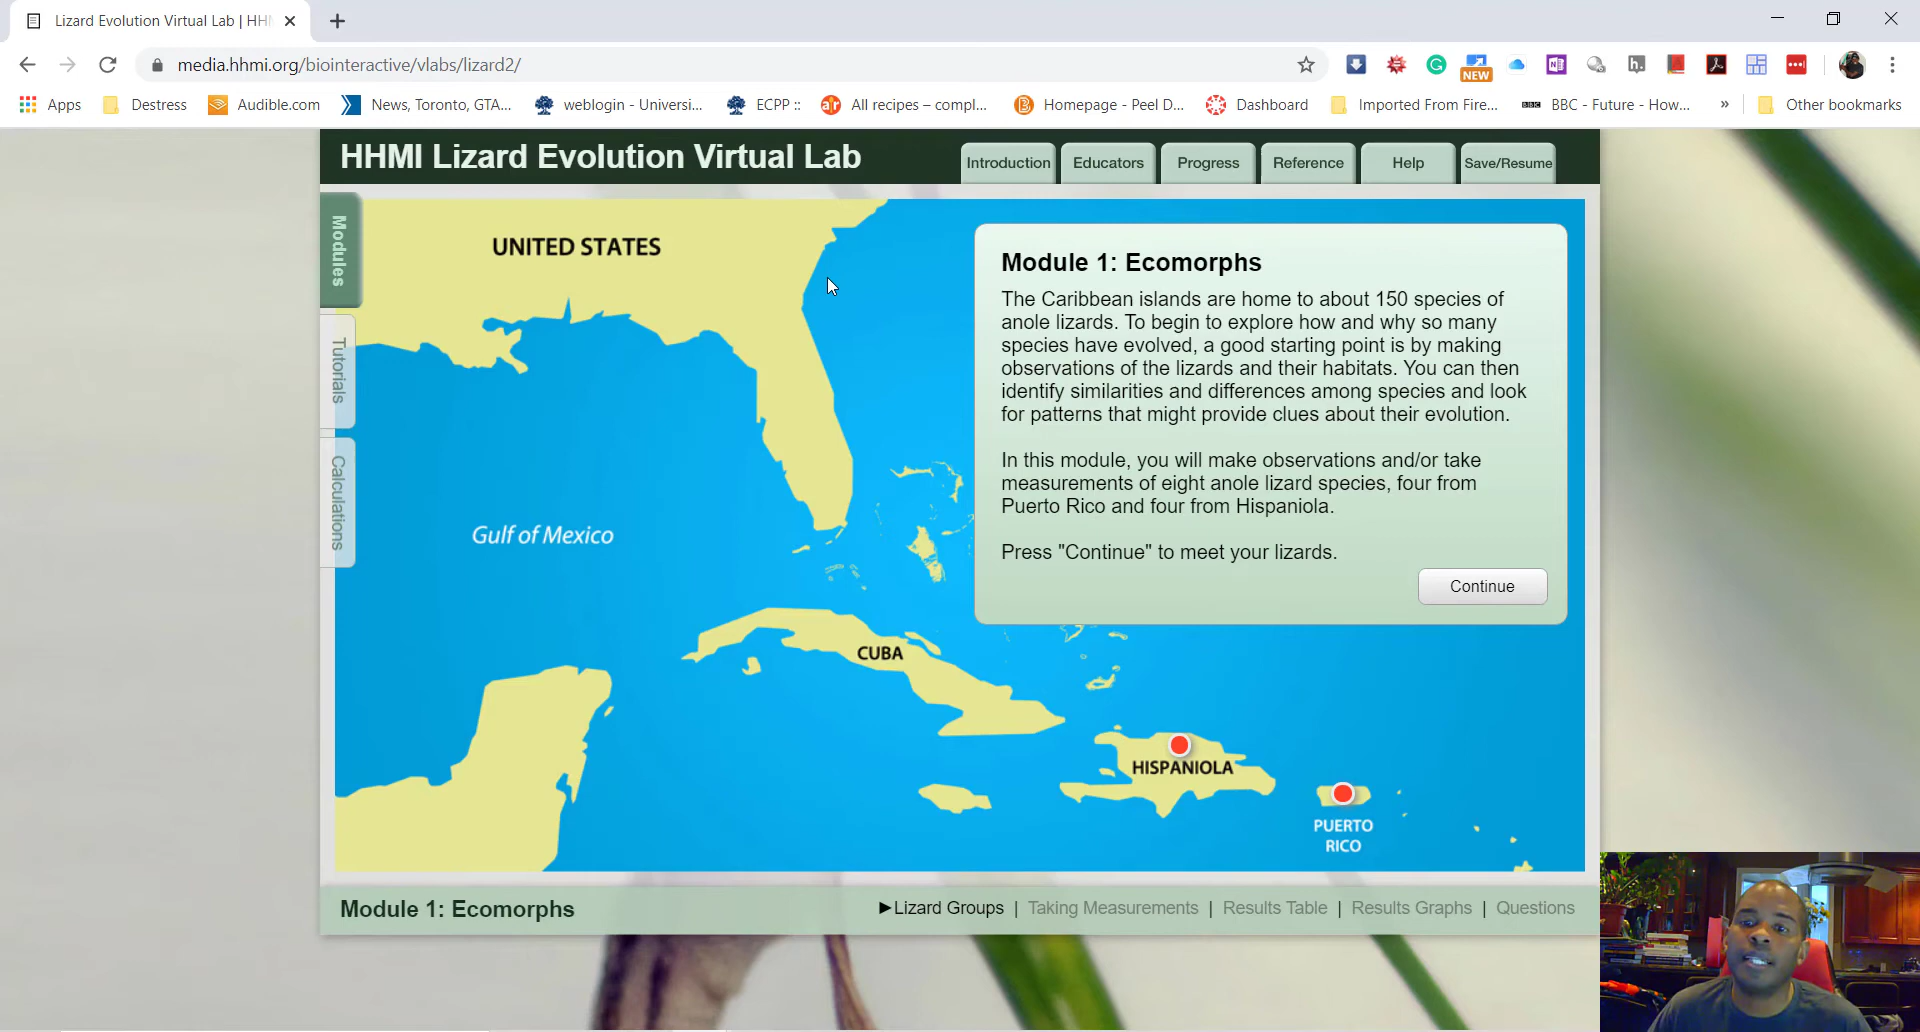 Lizard Evolution Virtual Lab | HH
media.hhmi.org/biointeractive/vlabs/lizard2/
NEW
Apps
Destress
Audible.com
News, Toronto, GTA...
weblogin - Universi...
ECPP ::
All recipes – compl...
Homepage - Peel D...
Dashboard
Imported From Fire...
BBC - Future - How...
»
Other bookmarks
HHMI Lizard Evolution Virtual Lab
Introduction
Educators
Progress
Reference
Help
Save/Resume
Modules
Tutorials
Calculations
UNITED STATES
Gulf of Mexico
CUBA
HISPANIOLA
PUERTO
RICO
Module 1: Ecomorphs
The Caribbean islands are home to about 150 species of
anole lizards. To begin to explore how and why so many
species have evolved, a good starting point is by making
observations of the lizards and their habitats. You can then
identify similarities and differences among species and look
for patterns that might provide clues about their evolution.
In this module, you will make observations and/or take
measurements of eight anole lizard species, four from
Puerto Rico and four from Hispaniola.
Press "Continue" to meet your lizards.
Continue
Module 1: Ecomorphs
Lizard Groups | Taking Measurements | Results Table | Results Graphs | Questions